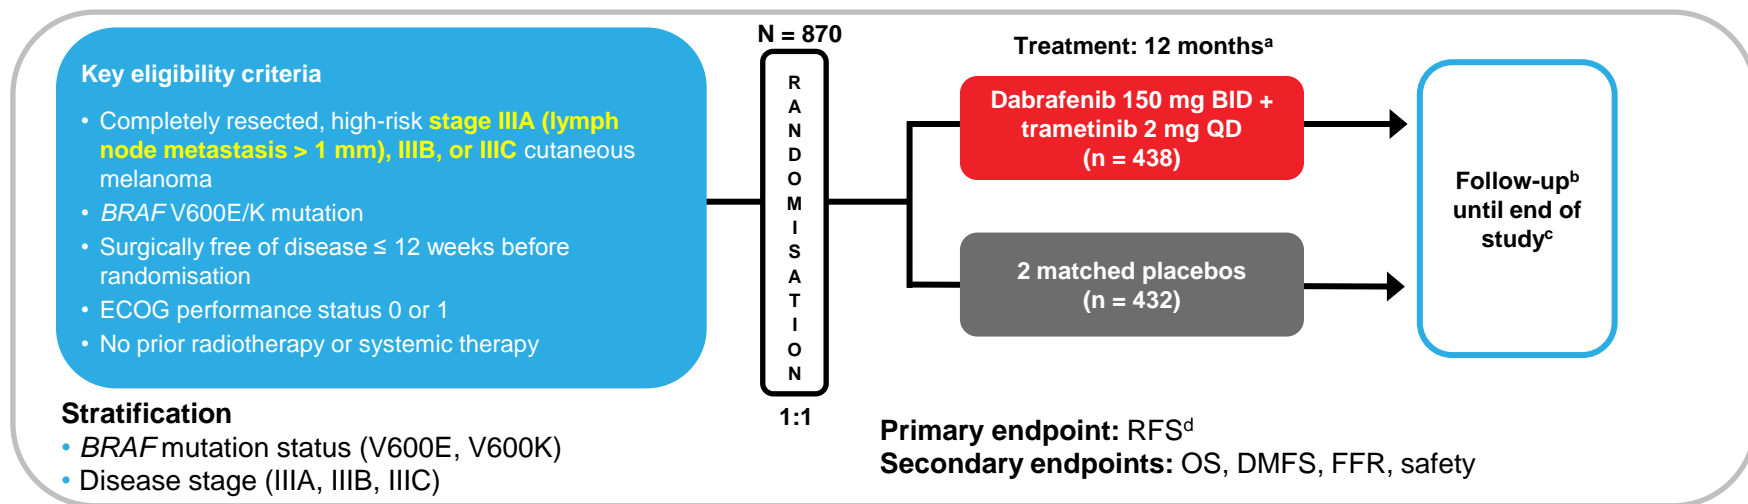 Key eligibility criteria
• Completely resected, high-risk stage IIIA (lymph
node metastasis > 1 mm), IIIB, or IIIC cutaneous
melanoma
• BRAF V600E/K mutation
• Surgically free of disease ≤ 12 weeks before
randomisation
• ECOG performance status 0 or 1
• No prior radiotherapy or systemic therapy
Stratification
• BRAF mutation status (V600E, V600K)
• Disease stage (IIIA, IIIB, IIIC)
N = 870
R
A
N
D
O
M
I
S
A
T
I
O
N
1:1
Treatment: 12 monthsᵃ
Dabrafenib 150 mg BID +
trametinib 2 mg QD
(n = 438)
2 matched placebos
(n = 432)
Follow-upᵇ
until end of
studyᶜ
Primary endpoint: RFSᵈ
Secondary endpoints: OS, DMFS, FFR, safety